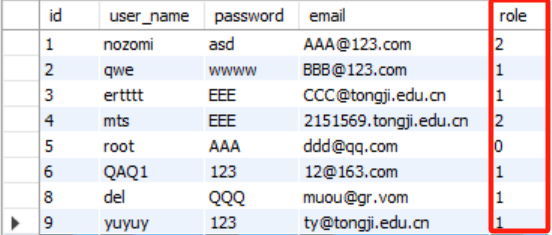 id user_name password email role
1 nozomi asd AAA@123.com 2
2 qwe wwww BBB@123.com 1
3 ertttt EEE CCC@tongji.edu.cn 1
4 mts EEE 2151569.tongji.edu.cn 2
5 root AAA ddd@qq.com 0
6 QAQ1 123 12@163.com 1
8 del QQQ muou@gr.vom 1
9 yuyuy 123 ty@tongji.edu.cn 1